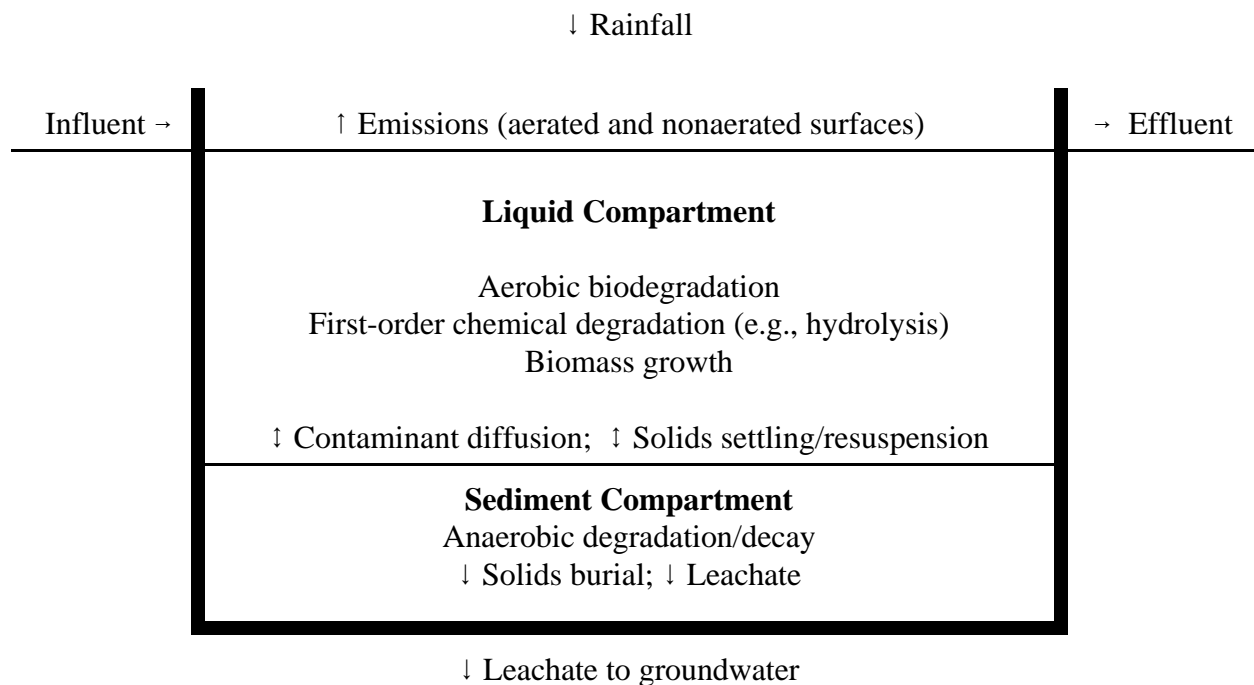 ↓ Rainfall
Influent → ↑ Emissions (aerated and nonaerated surfaces) → Effluent
Liquid Compartment
Aerobic biodegradation
First-order chemical degradation (e.g., hydrolysis)
Biomass growth
↕ Contaminant diffusion; ↕ Solids settling/resuspension
Sediment Compartment
Anaerobic degradation/decay
↓ Solids burial; ↓ Leachate
↓ Leachate to groundwater